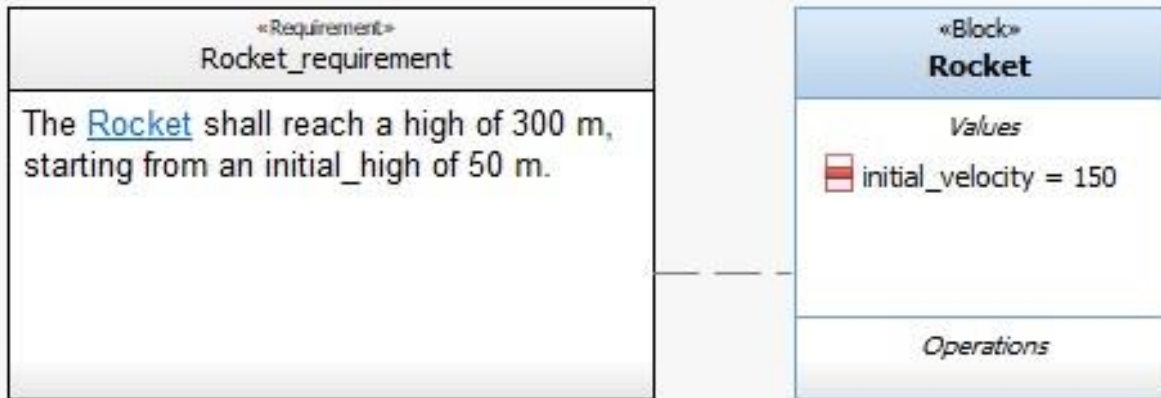 «Requirement»
Rocket_requirement
The Rocket shall reach a high of 300 m,
starting from an initial_high of 50 m.
«Block»
Rocket
Values
initial_velocity = 150
Operations